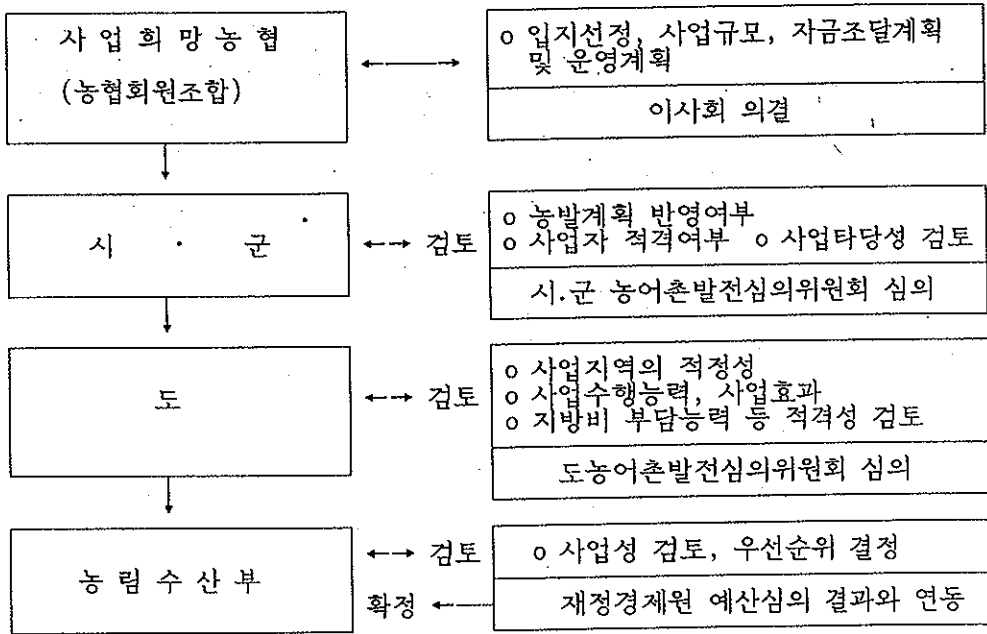 사 업 희 망 농 협
(농협회원조합)
o 입지선정, 사업규모, 자금조달계획
및 운영계획
이사회 의결
시 · 군
검토
o 농발계획 반영여부
o 사업자 적격여부 o 사업타당성 검토
시.군 농어촌발전심의위원회 심의
도
검토
o 사업지역의 적정성
o 사업수행능력, 사업효과
o 지방비 부담능력 등 적격성 검토
도농어촌발전심의위원회 심의
농 림 수 산 부
검토
o 사업성 검토, 우선순위 결정
확정
재정경제원 예산심의 결과와 연동